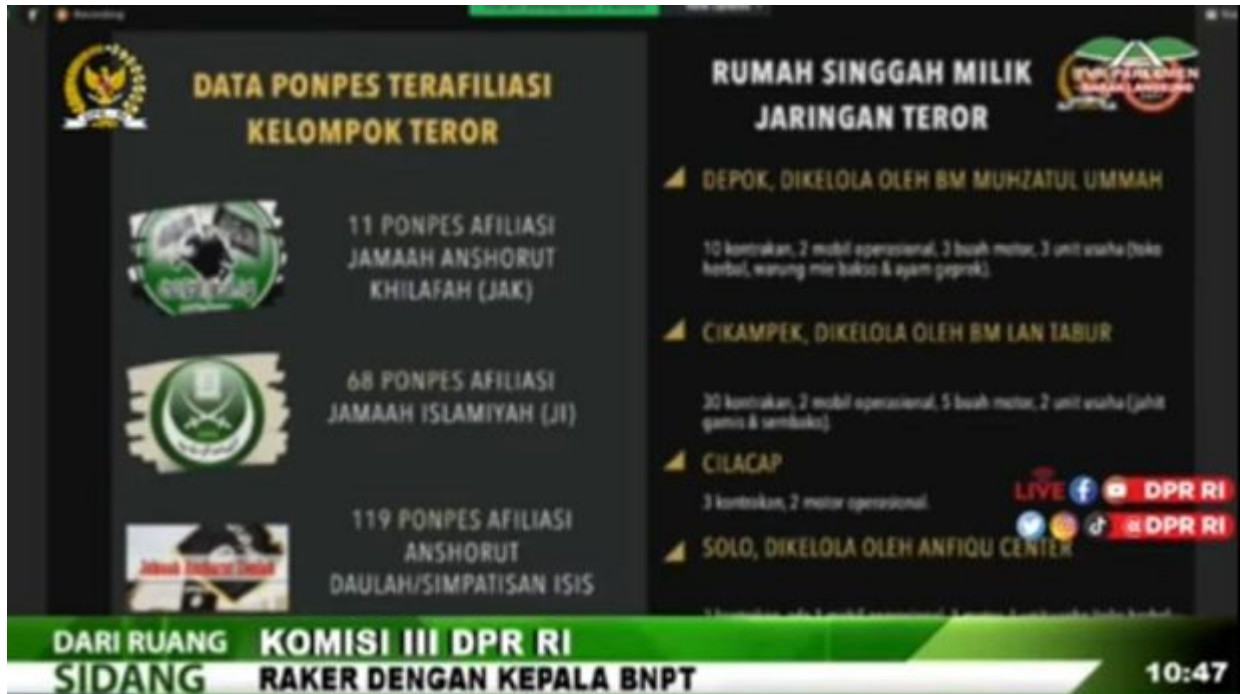 Recording
DATA PONPES TERAFILIASI
KELOMPOK TEROR
11 PONPES AFILIASI
JAMAAH ANSHORUT
KHILAFAH (JAK)
68 PONPES AFILIASI
JAMAAH ISLAMIYAH (JI)
119 PONPES AFILIASI
ANSHORUT
DAULAH/SIMPATISAN ISIS
RUMAH SINGGAH MILIK
JARINGAN TEROR
DEPOK, DIKELOLA OLEH BM MUHZATUL UMMAH
10 kontrakan, 2 mobil operasional, 3 buah motor, 3 unit usaha (toko
herbal, warung mie bakso & ayam geprek).
CIKAMPEK, DIKELOLA OLEH BM LAN TABUR
30 kontrakan, 2 mobil operasional, 5 buah motor, 2 unit usaha (jahit
gamis & sembako).
CILACAP
3 kontrakan, 2 motor operasional.
SOLO, DIKELOLA OLEH ANFIQU CENTER
LIVE DPR RI
@DPR RI
DARI RUANG
SIDANG
KOMISI III DPR RI
RAKER DENGAN KEPALA BNPT
10:47